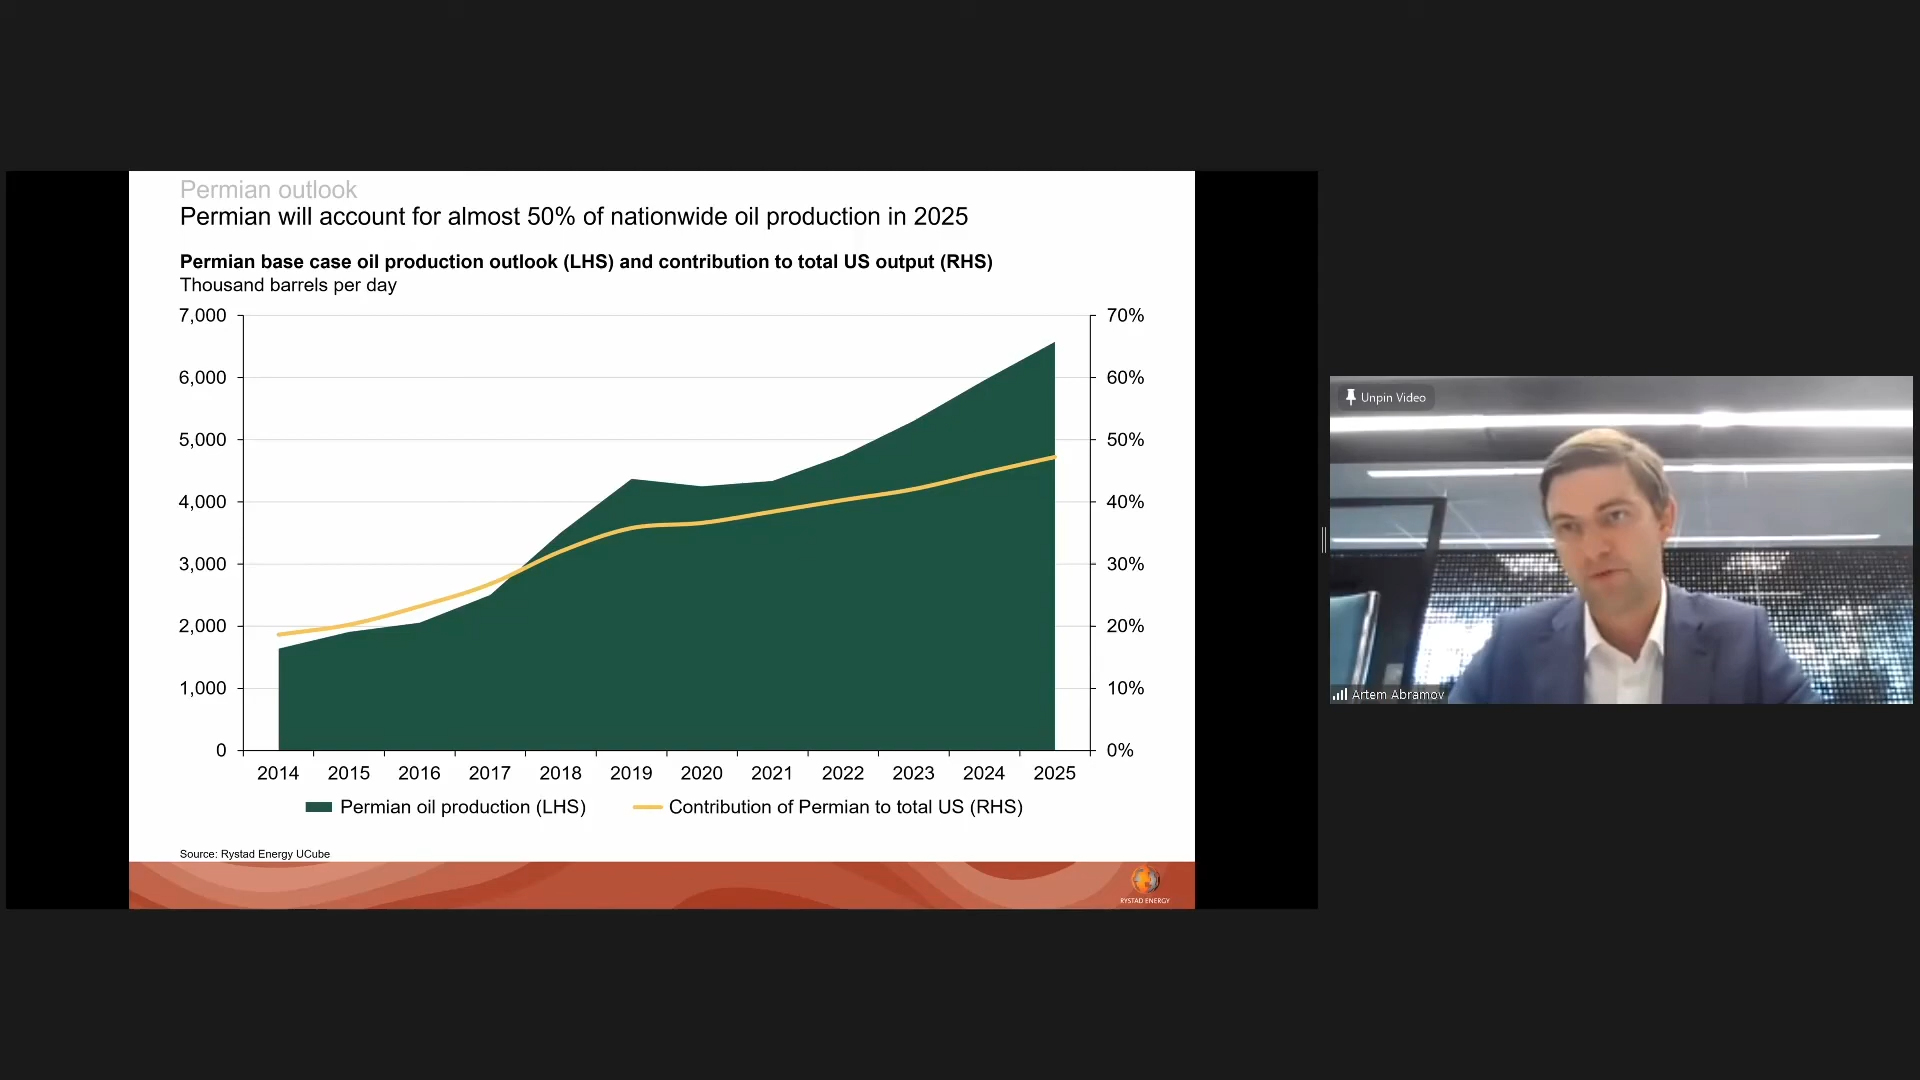 Permian outlook
Permian will account for almost 50% of nationwide oil production in 2025
Permian base case oil production outlook (LHS) and contribution to total US output (RHS)
Thousand barrels per day
7,000
6,000
5,000
4,000
3,000
2,000
1,000
0
70%
60%
50%
40%
30%
20%
10%
0%
2014 2015 2016 2017 2018 2019 2020 2021 2022 2023 2024 2025
Permian oil production (LHS) Contribution of Permian to total US (RHS)
Source: Rystad Energy UCube
RYSTAD ENERGY
Unpin Video
Artem Abramov